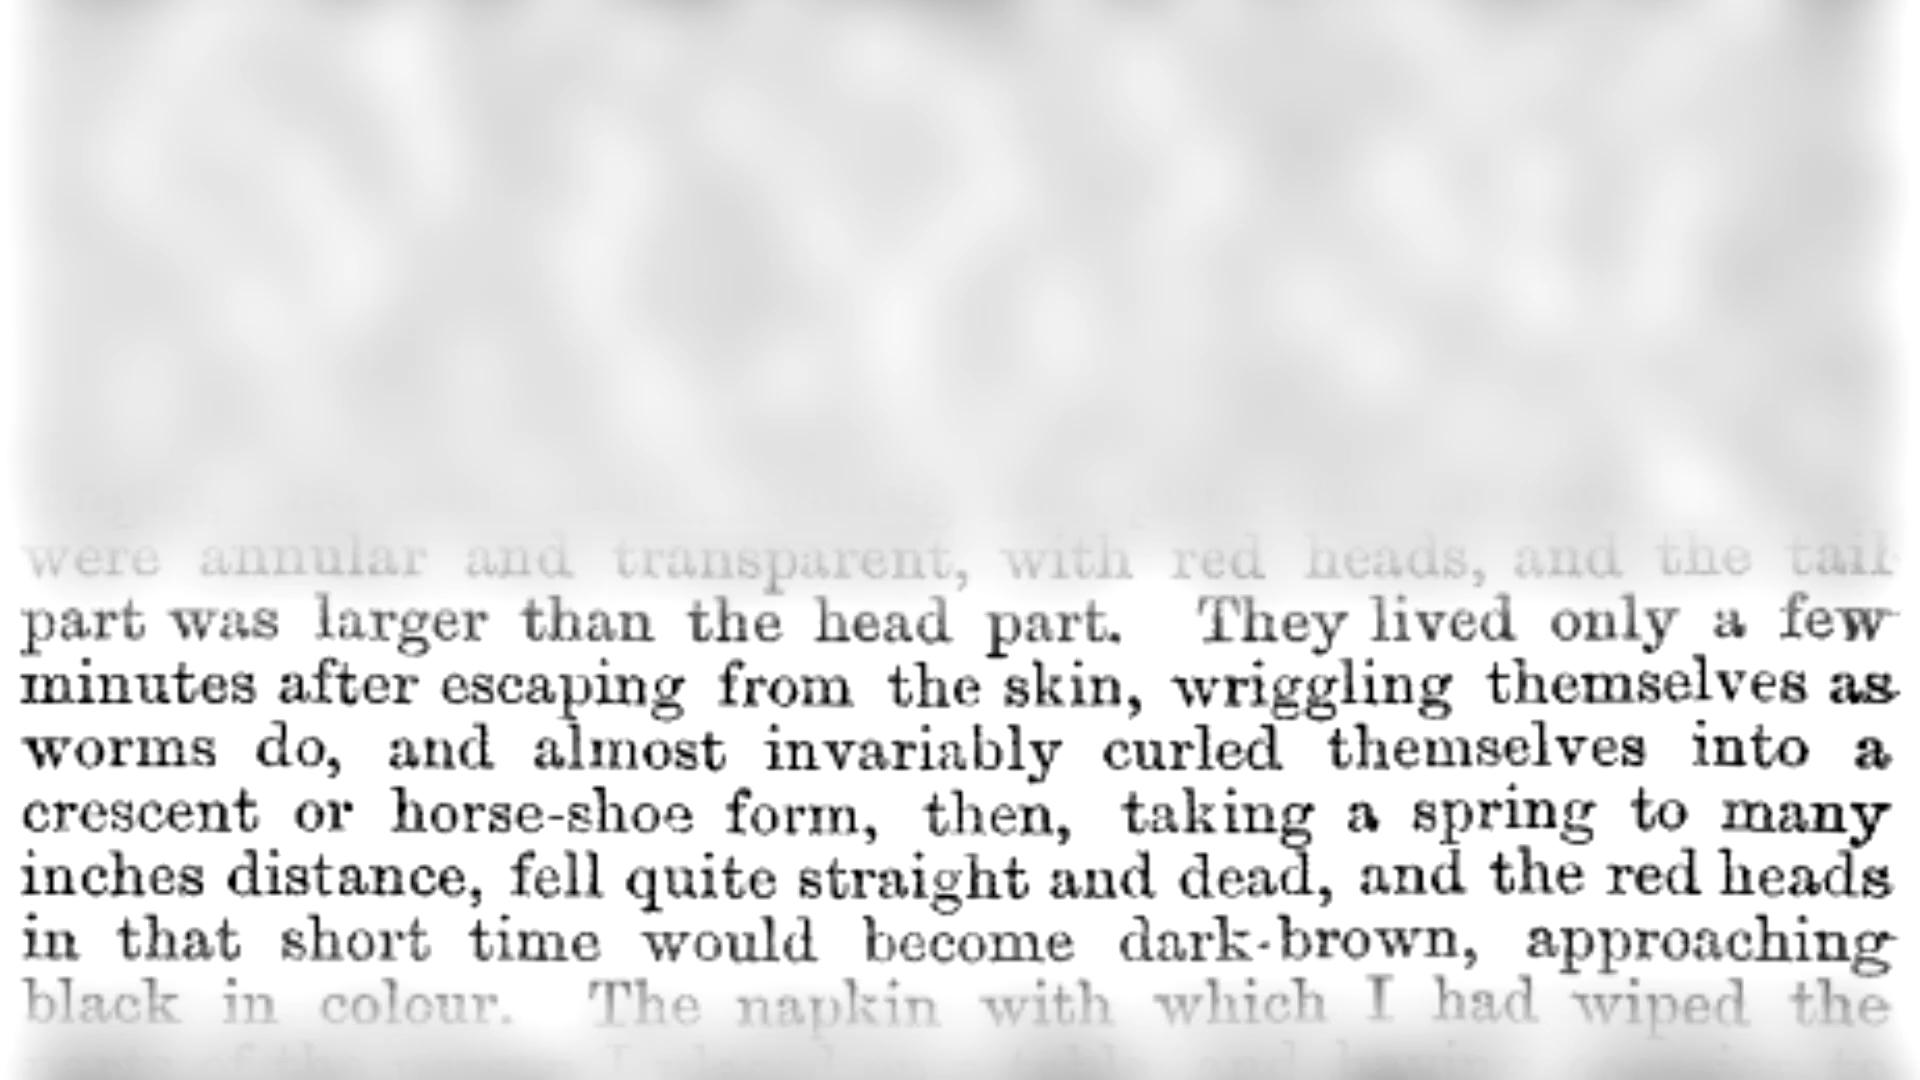 were annular and transparent, with red heads, and the tail
part was larger than the head part. They lived only a few
minutes after escaping from the skin, wriggling themselves as
worms do, and almost invariably curled themselves into a
crescent or horse-shoe form, then, taking a spring to many
inches distance, fell quite straight and dead, and the red heads
in that short time would become dark-brown, approaching
black in colour. The napkin with which I had wiped the